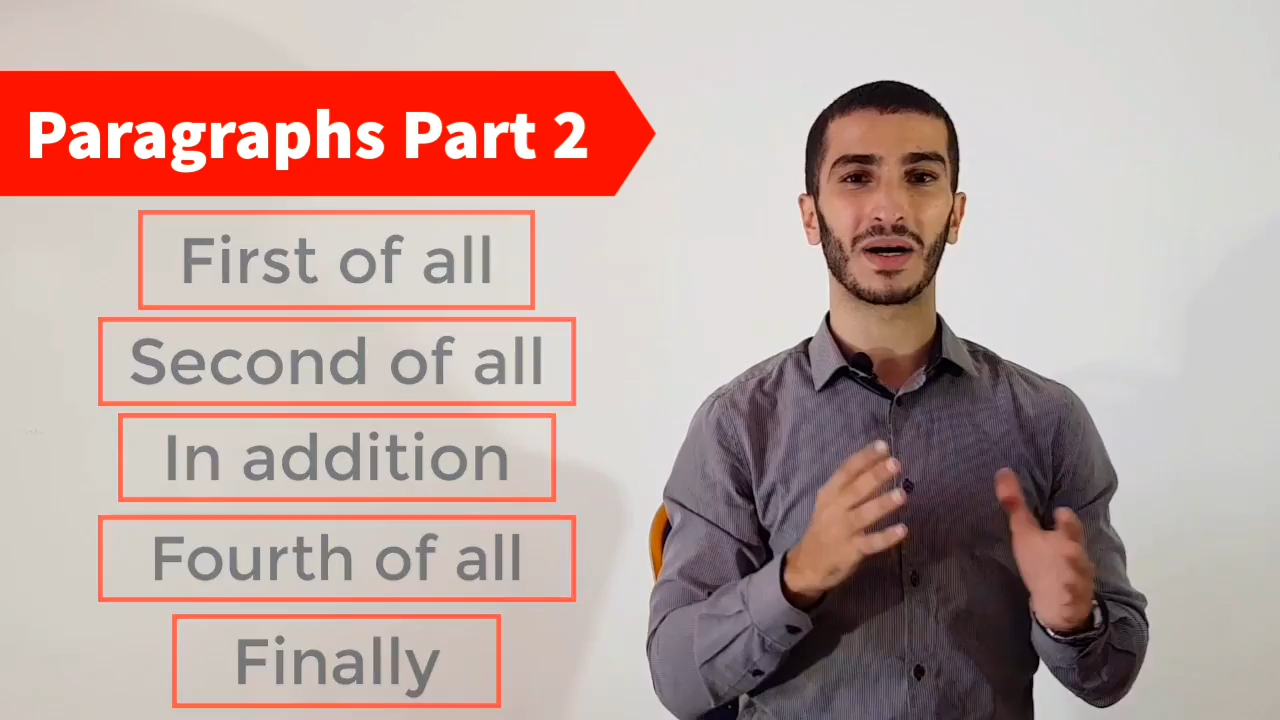 Paragraphs Part 2
First of all
Second of all
In addition
Fourth of all
Finally